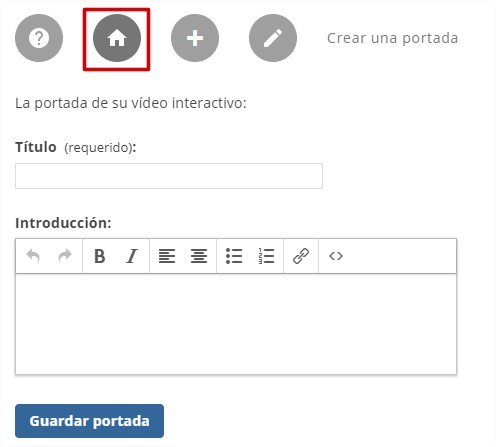 Crear una portada
La portada de su vídeo interactivo:
Título (requerido):
Introducción:
B I
Guardar portada